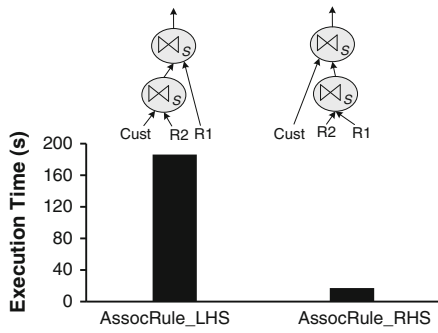 ⋈S ⋈S
⋈S ⋈S
Cust R2 R1 Cust R2 R1
Execution Time (s)
200
160
120
80
40
0
AssocRule_LHS AssocRule_RHS